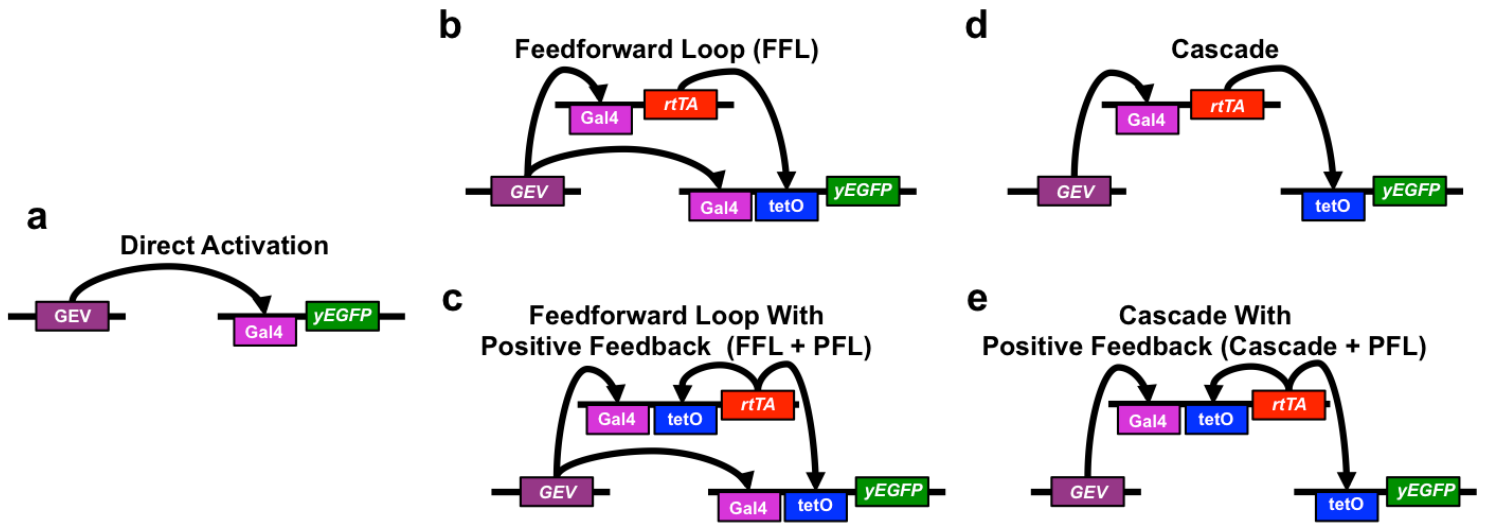 a
Direct Activation
GEV
Gal4
yEGFP
b
Feedforward Loop (FFL)
Gal4
rtTA
GEV
Gal4
tetO
yEGFP
c
Feedforward Loop With
Positive Feedback (FFL + PFL)
Gal4
tetO
rtTA
GEV
Gal4
tetO
yEGFP
d
Cascade
Gal4
rtTA
GEV
tetO
yEGFP
e
Cascade With
Positive Feedback (Cascade + PFL)
Gal4
tetO
rtTA
GEV
tetO
yEGFP